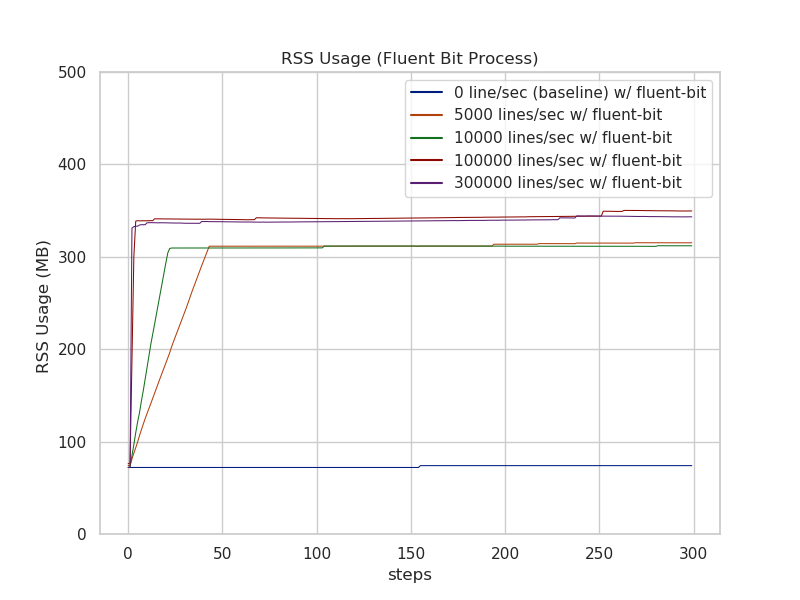 RSS Usage (Fluent Bit Process)
500
400
300
200
100
0
RSS Usage (MB)
0 line/sec (baseline) w/ fluent-bit
5000 lines/sec w/ fluent-bit
10000 lines/sec w/ fluent-bit
100000 lines/sec w/ fluent-bit
300000 lines/sec w/ fluent-bit
0 50 100 150 200 250 300
steps